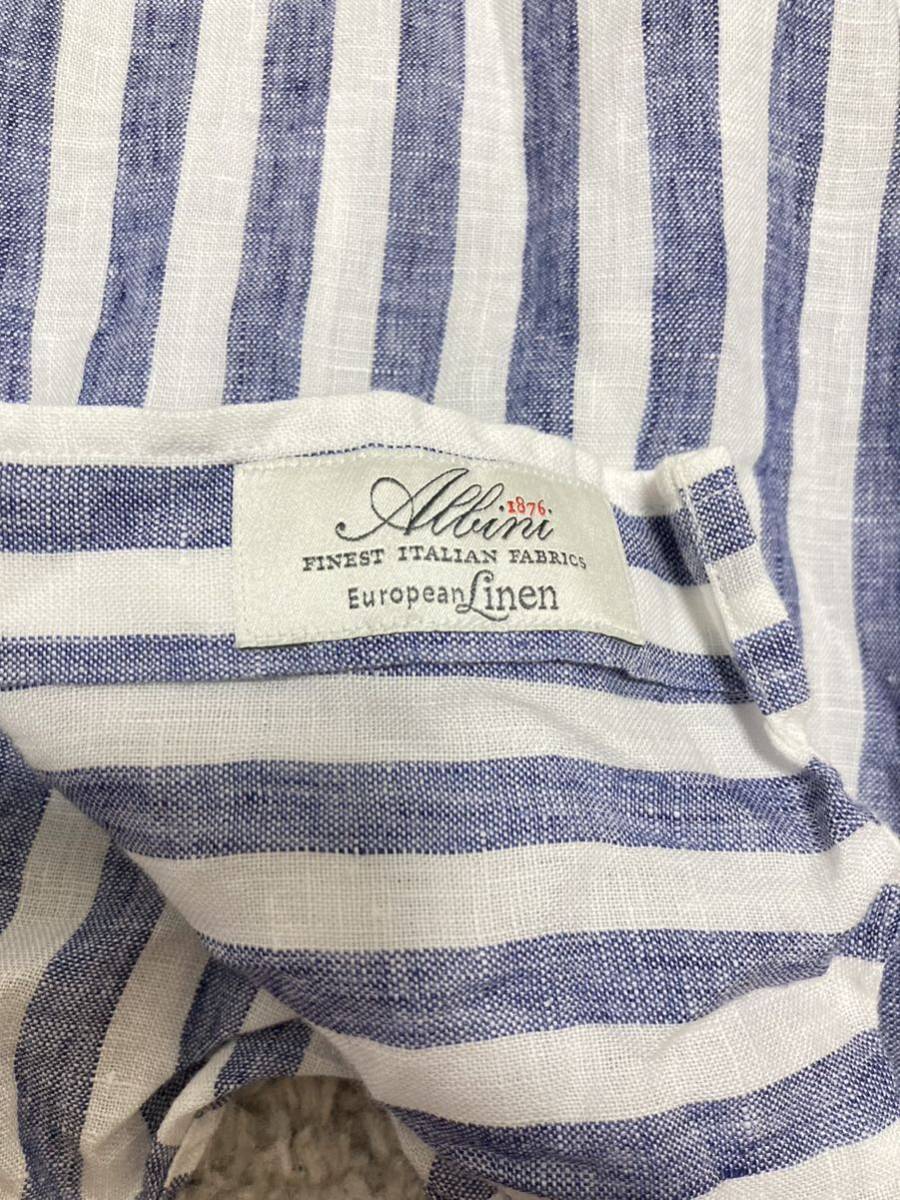 Albini 1876
FINEST ITALIAN FABRICS
European Linen